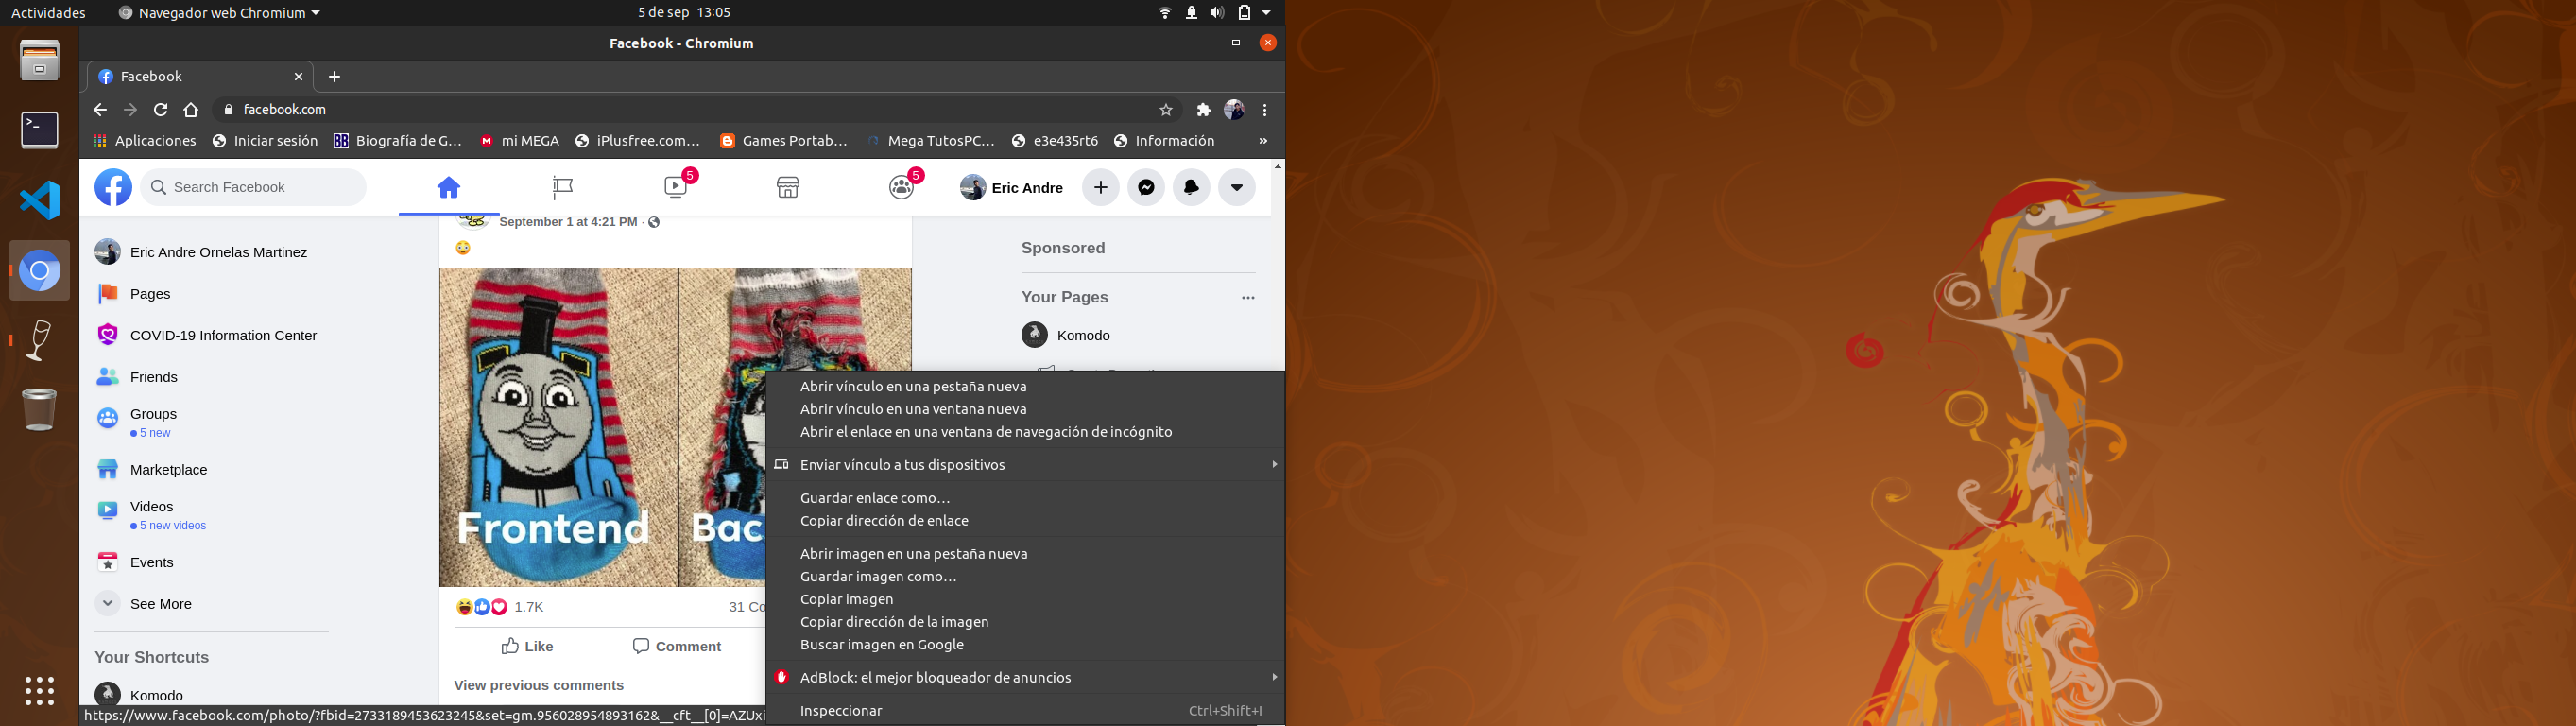 Actividades
Navegador web Chromium
5 de sep 13:05
Facebook - Chromium
Facebook
facebook.com
Aplicaciones
Iniciar sesión
BB
Biografía de G…
M
mi MEGA
iPlusfree.com…
Games Portab…
Mega TutosPC…
e3e435rt6
Información
»
Search Facebook
5
5
Eric Andre
Eric Andre Ornelas Martinez
Pages
COVID-19 Information Center
Friends
Groups
5 new
Marketplace
Videos
5 new videos
Events
See More
Your Shortcuts
Komodo
September 1 at 4:21 PM ·
Frontend
Bac
1.7K
31 Co
Like
Comment
View previous comments
Sponsored
Your Pages
Komodo
Abrir vínculo en una pestaña nueva
Abrir vínculo en una ventana nueva
Abrir el enlace en una ventana de navegación de incógnito
Enviar vínculo a tus dispositivos
Guardar enlace como…
Copiar dirección de enlace
Abrir imagen en una pestaña nueva
Guardar imagen como…
Copiar imagen
Copiar dirección de la imagen
Buscar imagen en Google
AdBlock: el mejor bloqueador de anuncios
Inspeccionar Ctrl+Shift+I
https://www.facebook.com/photo/?fbid=2733189453623245&set=gm.956028954893162&__cft__[0]=AZUxi